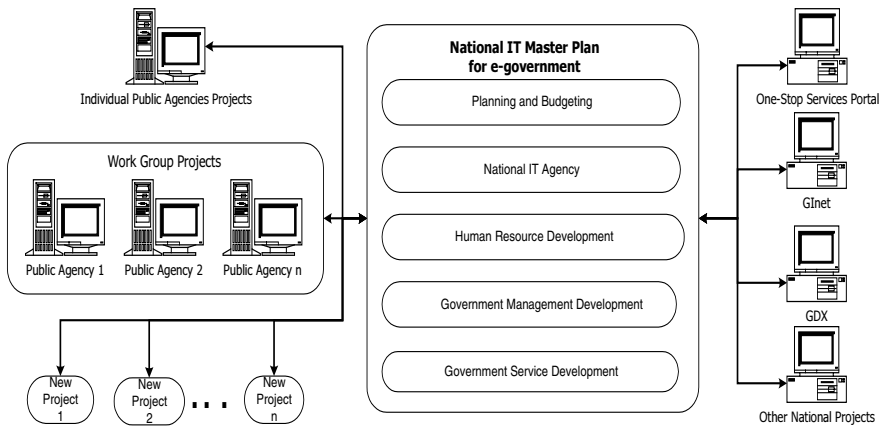 Individual Public Agencies Projects
Work Group Projects
Public Agency 1
Public Agency 2
Public Agency n
New
Project
1
New
Project
2
...
New
Project
n
National IT Master Plan
for e-government
Planning and Budgeting
National IT Agency
Human Resource Development
Government Management Development
Government Service Development
One-Stop Services Portal
GInet
GDX
Other National Projects